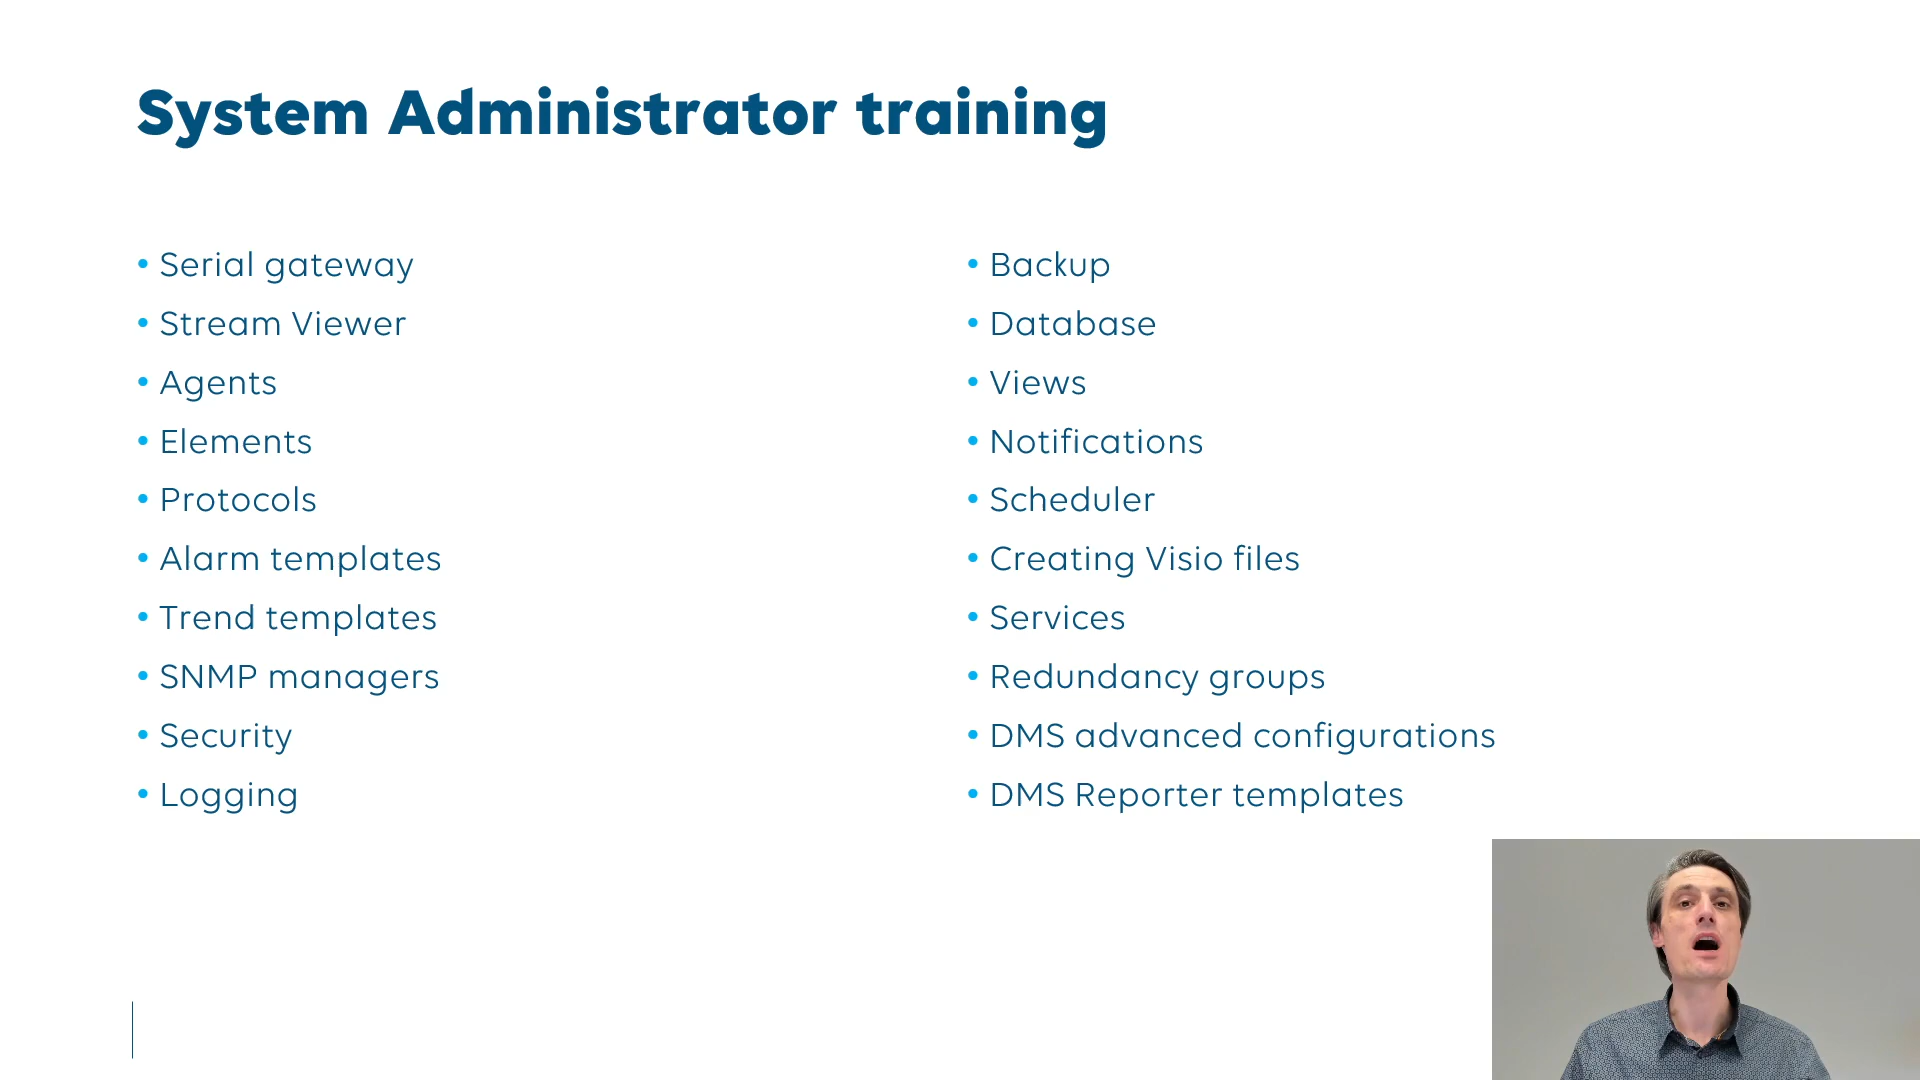 System Administrator training
• Serial gateway
• Stream Viewer
• Agents
• Elements
• Protocols
• Alarm templates
• Trend templates
• SNMP managers
• Security
• Logging
• Backup
• Database
• Views
• Notifications
• Scheduler
• Creating Visio files
• Services
• Redundancy groups
• DMS advanced configurations
• DMS Reporter templates